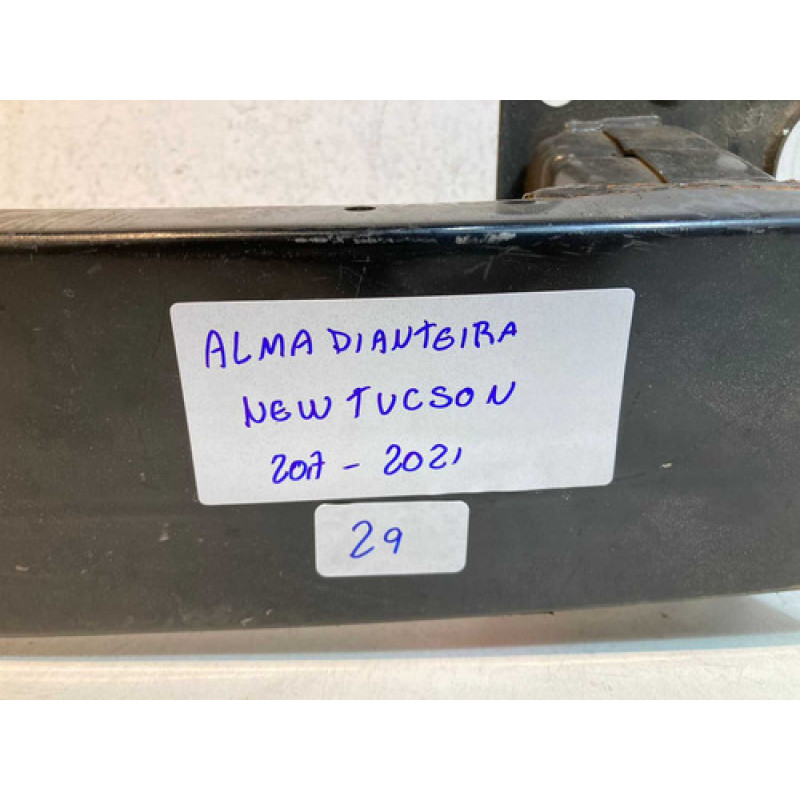 ALMA DIANTEIRA
NEW TUCSON
2017 - 2021
29